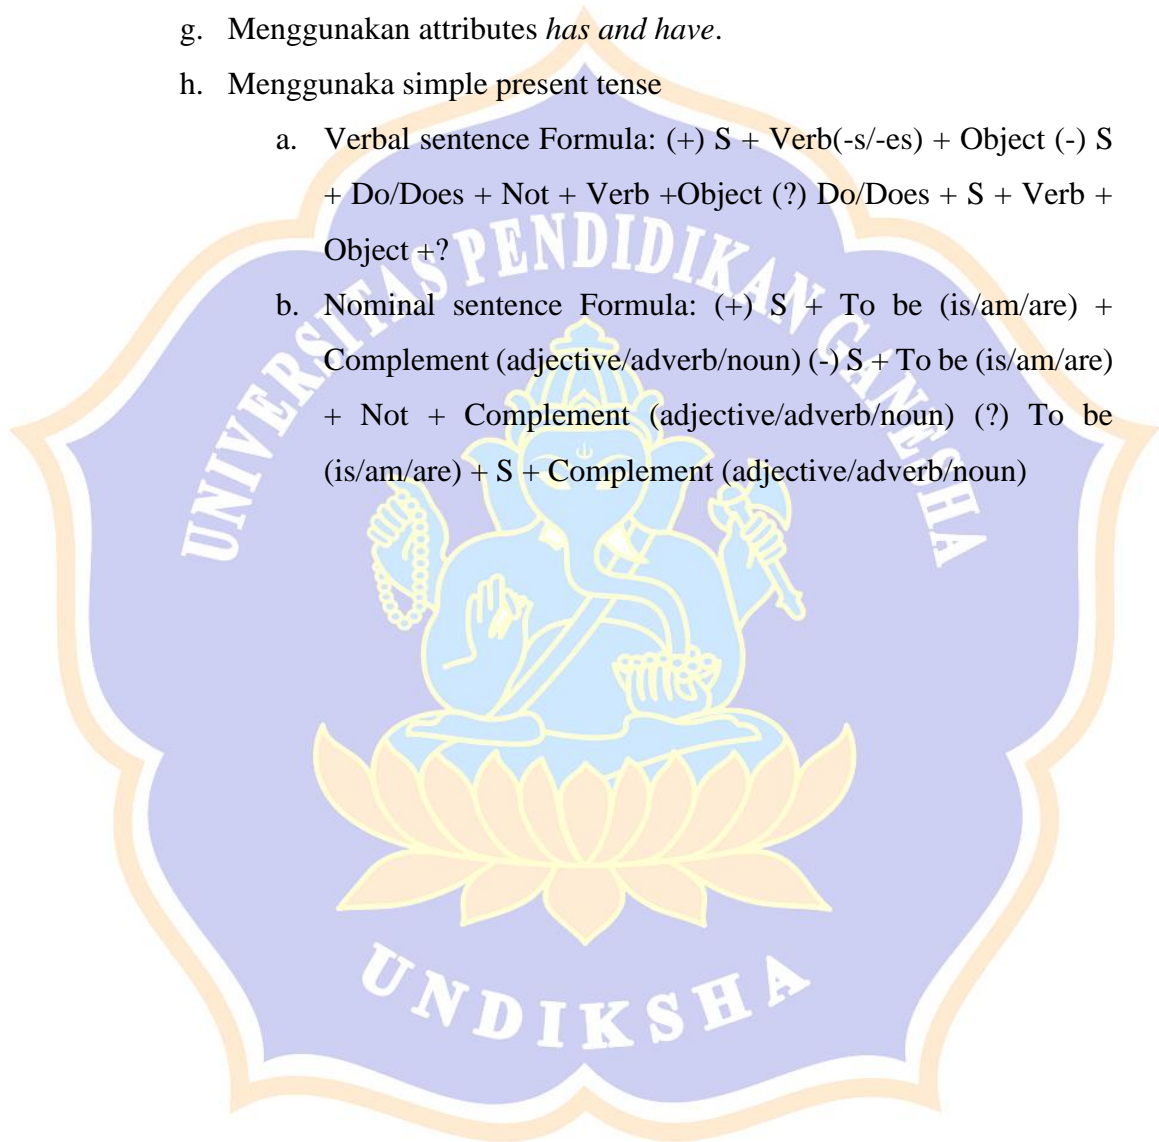 g. Menggunakan attributes has and have.
h. Menggunaka simple present tense
a. Verbal sentence Formula: (+) S + Verb(-s/-es) + Object (-) S
+ Do/Does + Not + Verb +Object (?) Do/Does + S + Verb +
Object +?
b. Nominal sentence Formula: (+) S + To be (is/am/are) +
Complement (adjective/adverb/noun) (-) S + To be (is/am/are)
+ Not + Complement (adjective/adverb/noun) (?) To be
(is/am/are) + S + Complement (adjective/adverb/noun)
UNIVERSITAS PENDIDIKAN GANESHA
UNDIKSHA